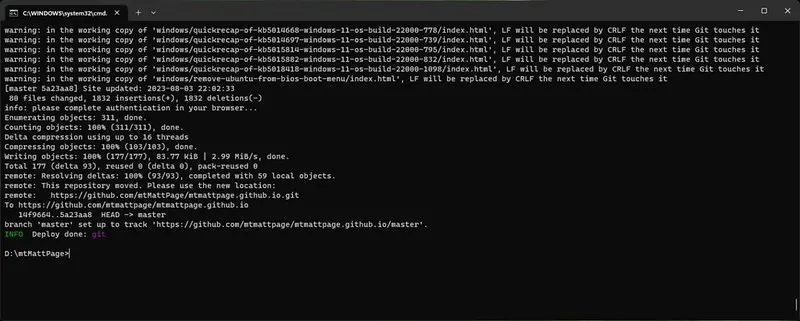 C:\WINDOWS\system32\cmd.
warning: in the working copy of 'windows/quickrecap-of-kb5014668-windows-11-os-build-22000-778/index.html', LF will be replaced by CRLF the next time Git touches it
warning: in the working copy of 'windows/quickrecap-of-kb5014697-windows-11-os-build-22000-739/index.html', LF will be replaced by CRLF the next time Git touches it
warning: in the working copy of 'windows/quickrecap-of-kb5015814-windows-11-os-build-22000-795/index.html', LF will be replaced by CRLF the next time Git touches it
warning: in the working copy of 'windows/quickrecap-of-kb5015882-windows-11-os-build-22000-832/index.html', LF will be replaced by CRLF the next time Git touches it
warning: in the working copy of 'windows/quickrecap-of-kb5018418-windows-11-os-build-22000-1098/index.html', LF will be replaced by CRLF the next time Git touches it
warning: in the working copy of 'windows/remove-ubuntu-from-bios-boot-menu/index.html', LF will be replaced by CRLF the next time Git touches it
[master 5a23aa8] Site updated: 2023-08-03 22:02:33
 80 files changed, 1832 insertions(+), 1832 deletions(-)
info: please complete authentication in your browser...
Enumerating objects: 311, done.
Counting objects: 100% (311/311), done.
Delta compression using up to 16 threads
Compressing objects: 100% (103/103), done.
Writing objects: 100% (177/177), 83.77 KiB | 2.99 MiB/s, done.
Total 177 (delta 93), reused 0 (delta 0), pack-reused 0
remote: Resolving deltas: 100% (93/93), completed with 59 local objects.
remote: This repository moved. Please use the new location:
remote:   https://github.com/mtMattPage/mtmattpage.github.io.git
To https://github.com/mtmattpage/mtmattpage.github.io
   14f9664..5a23aa8  HEAD -> master
branch 'master' set up to track 'https://github.com/mtmattpage/mtmattpage.github.io/master'.
INFO  Deploy done: git
D:\mtMattPage>